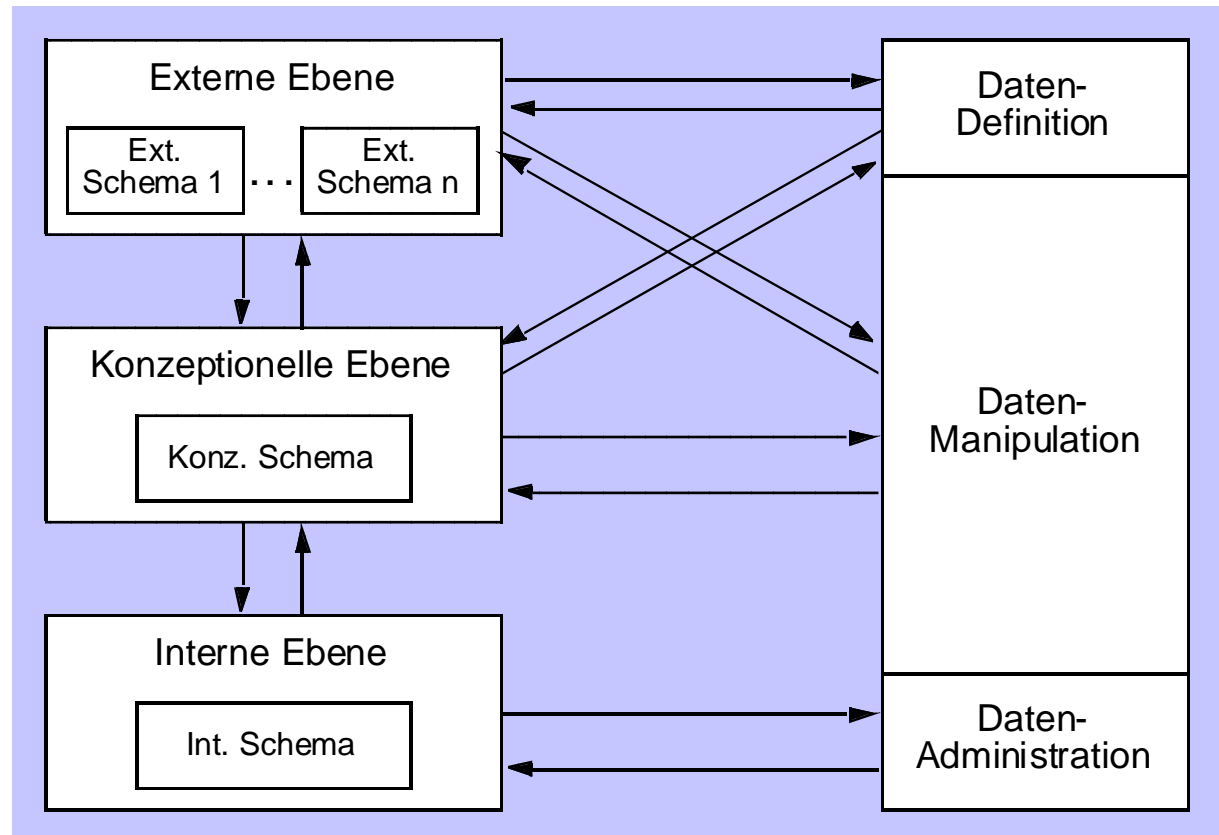 Externe Ebene
Ext.
Schema 1
...
Ext.
Schema n
Konzeptionelle Ebene
Konz. Schema
Interne Ebene
Int. Schema
Daten-
Definition
Daten-
Manipulation
Daten-
Administration